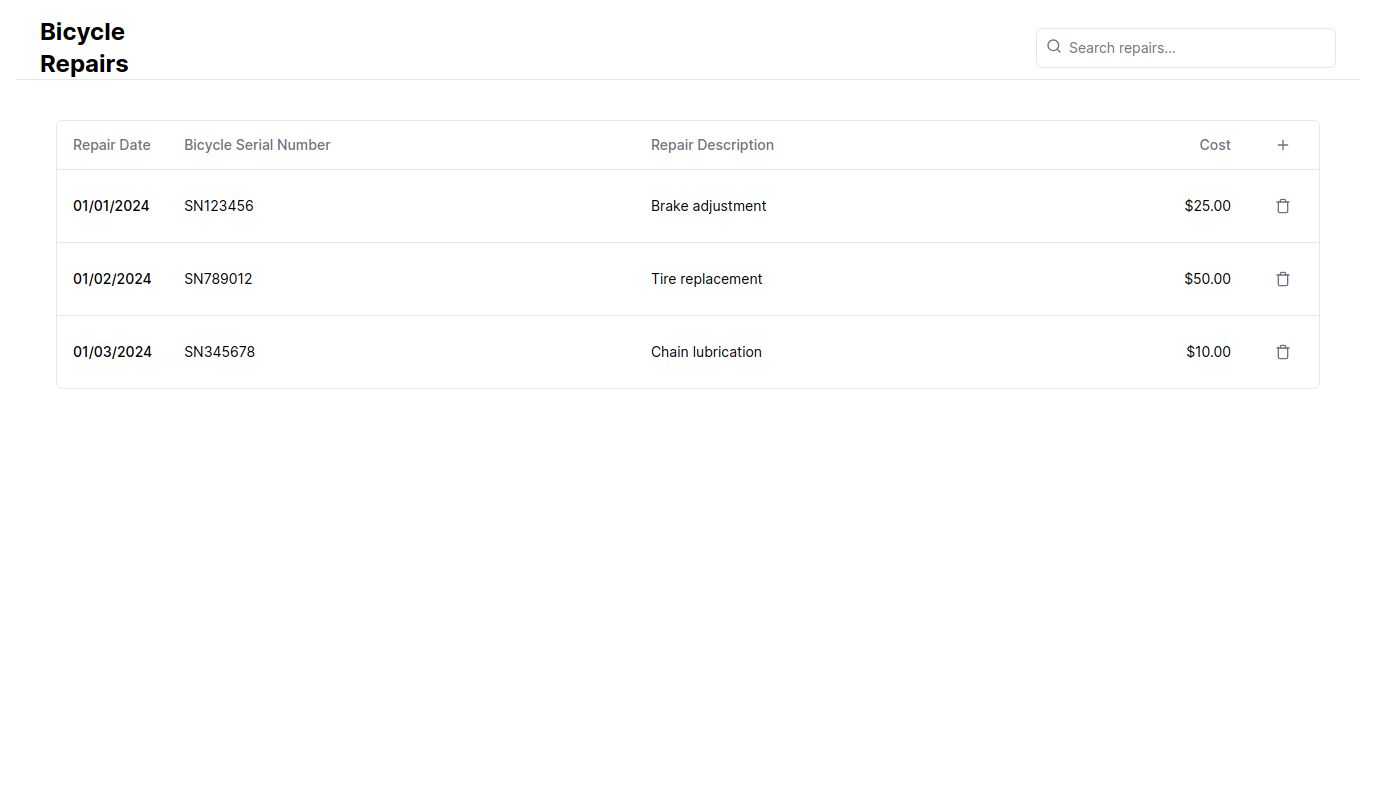 Bicycle
Repairs
Search repairs...
Repair Date Bicycle Serial Number Repair Description Cost
01/01/2024 SN123456 Brake adjustment $25.00
01/02/2024 SN789012 Tire replacement $50.00
01/03/2024 SN345678 Chain lubrication $10.00